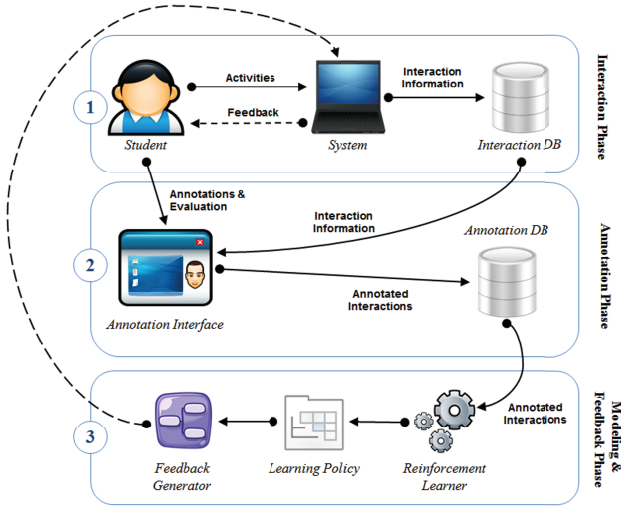 1
Activities
Feedback
Interaction
Information
Student
System
Interaction DB
Interaction Phase
2
Annotations &
Evaluation
Interaction
Information
Annotation DB
Annotated
Interactions
Annotation Interface
Annotation Phase
3
Annotated
Interactions
Feedback
Generator
Learning Policy
Reinforcement
Learner
Modeling &
Feedback Phase